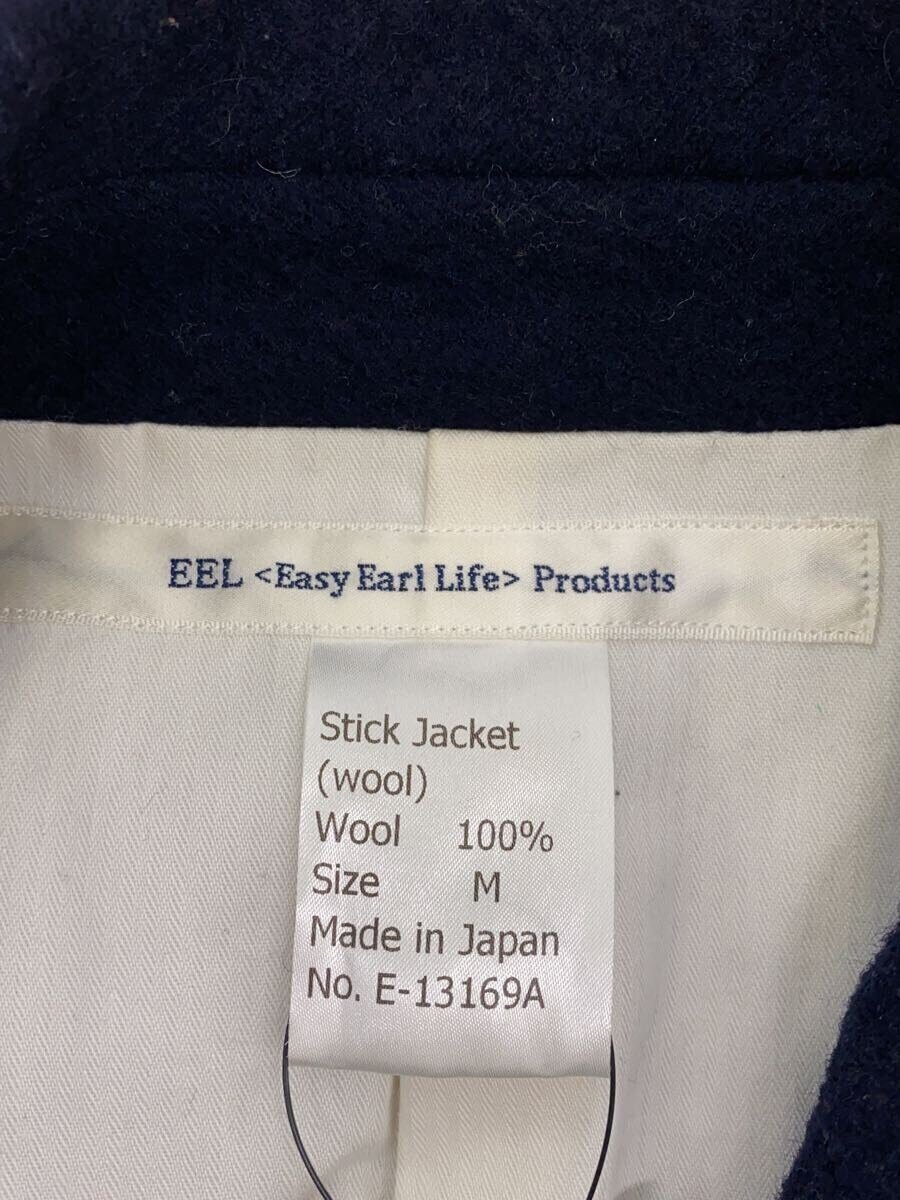 EEL <Easy Earl Life> Products
Stick Jacket
(wool)
Wool 100%
Size M
Made in Japan
No. E-13169A